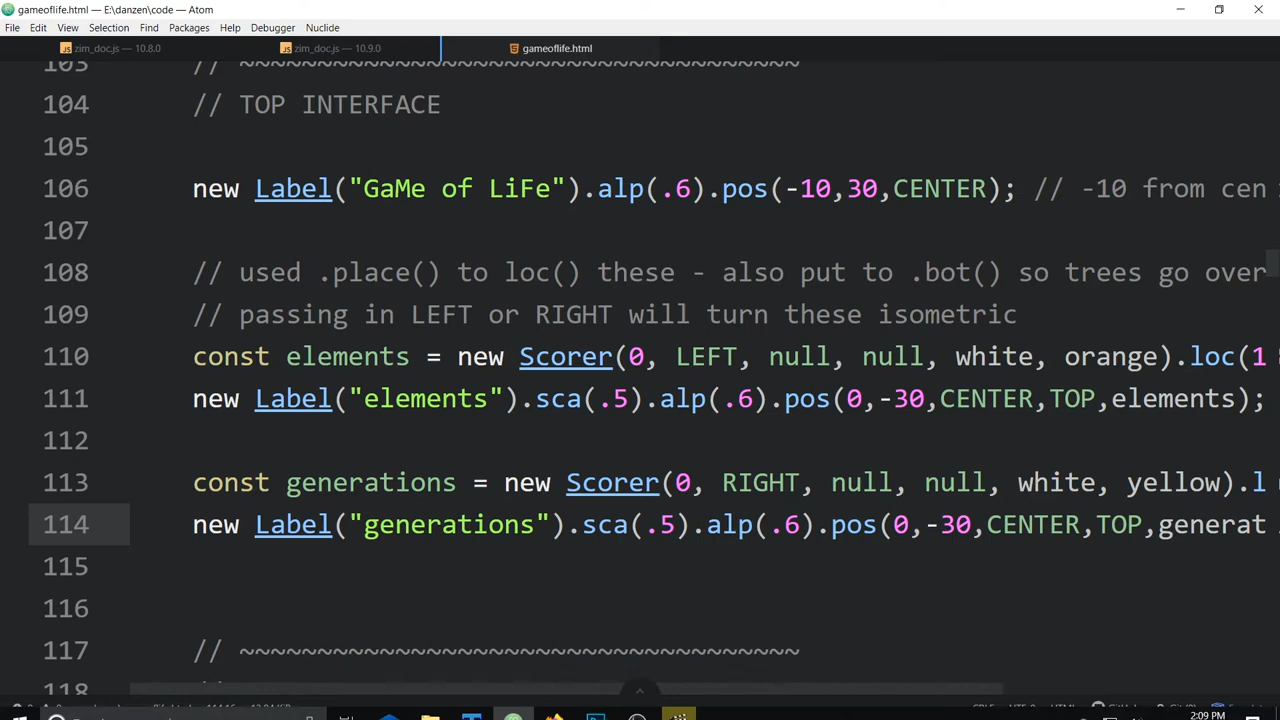 gameoflife.html — E:\danzen\code — Atom
File Edit View Selection Find Packages Help Debugger Nuclide
zim_doc.js — 10.8.0 zim_doc.js — 10.9.0 gameoflife.html
103 // ~~~~~~~~~~~~~~~~~~~~~~~~~~~~~~~~~~~~
104 // TOP INTERFACE
105
106 new Label("GaMe of LiFe").alp(.6).pos(-10,30,CENTER); // -10 from cen
107
108 // used .place() to loc() these - also put to .bot() so trees go over
109 // passing in LEFT or RIGHT will turn these isometric
110 const elements = new Scorer(0, LEFT, null, null, white, orange).loc(1
111 new Label("elements").sca(.5).alp(.6).pos(0,-30,CENTER,TOP,elements);
112
113 const generations = new Scorer(0, RIGHT, null, null, white, yellow).l
114 new Label("generations").sca(.5).alp(.6).pos(0,-30,CENTER,TOP,generat
115
116
117 // ~~~~~~~~~~~~~~~~~~~~~~~~~~~~~~~~~~~~
118 //
2:09 PM